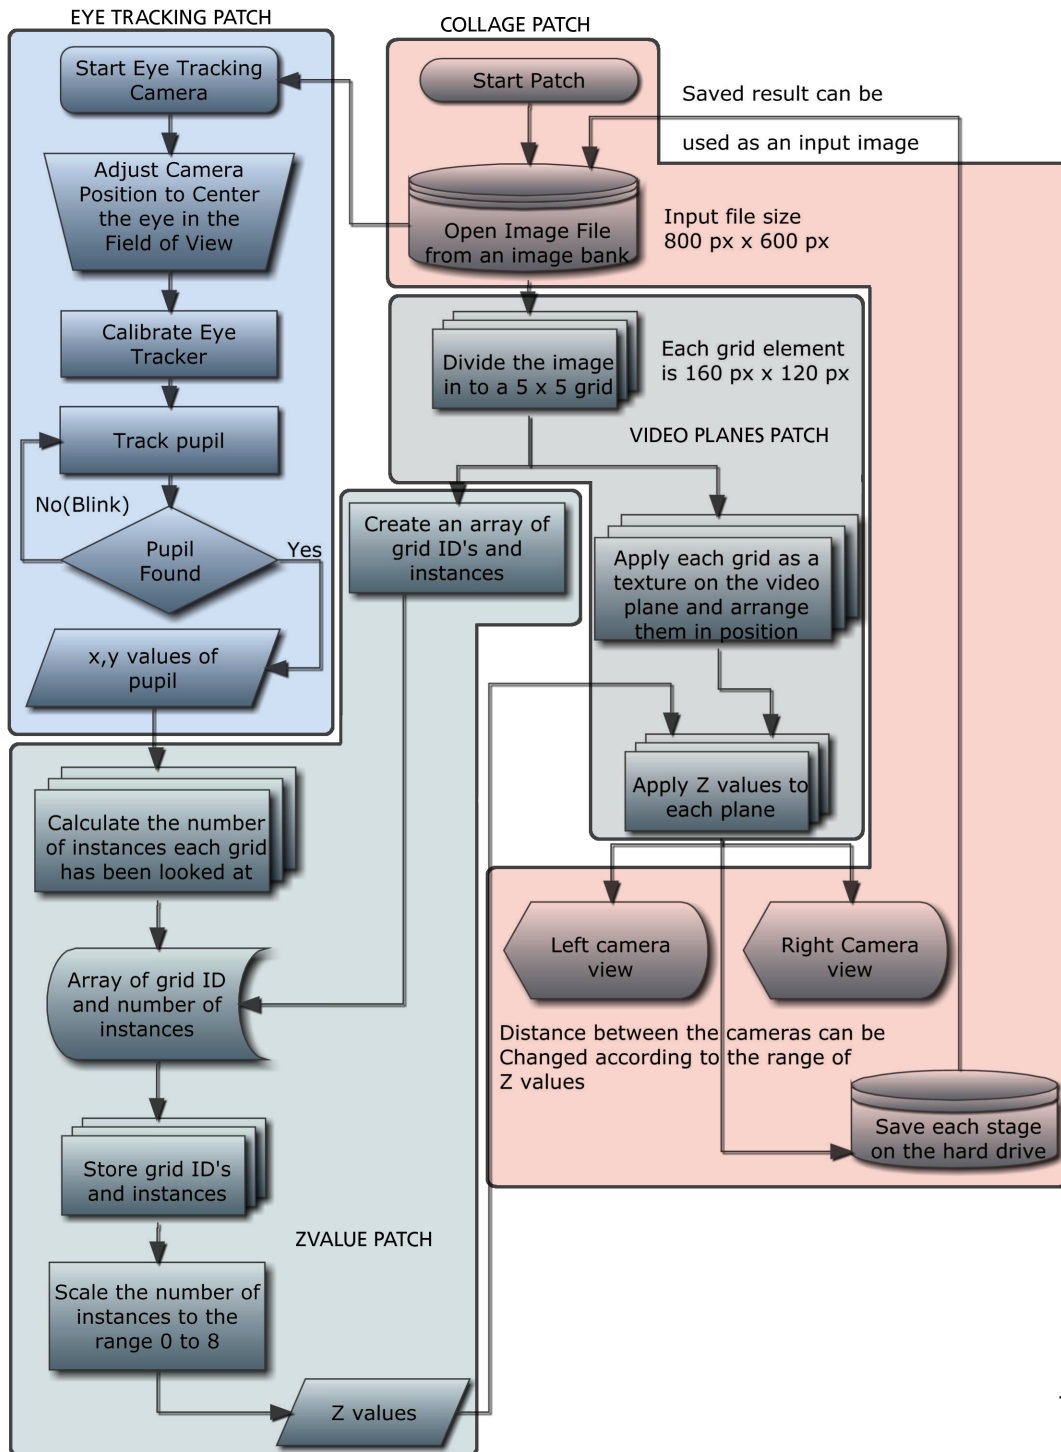 EYE TRACKING PATCH
Start Eye Tracking
Camera
Adjust Camera
Position to Center
the eye in the
Field of View
Calibrate Eye
Tracker
Track pupil
No(Blink)
Pupil
Found
Yes
x,y values of
pupil
COLLAGE PATCH
Start Patch
Saved result can be
used as an input image
Open Image File
from an image bank
Input file size
800 px x 600 px
Divide the image
in to a 5 x 5 grid
Each grid element
is 160 px x 120 px
VIDEO PLANES PATCH
Create an array of
grid ID's and
instances
Apply each grid as a
texture on the video
plane and arrange
them in position
Apply Z values to
each plane
Calculate the number
of instances each grid
has been looked at
Array of grid ID
and number of
instances
Store grid ID's
and instances
ZVALUE PATCH
Scale the number of
instances to the
range 0 to 8
Z values
Left camera
view
Right Camera
view
Distance between the cameras can be
Changed according to the range of
Z values
Save each stage
on the hard drive